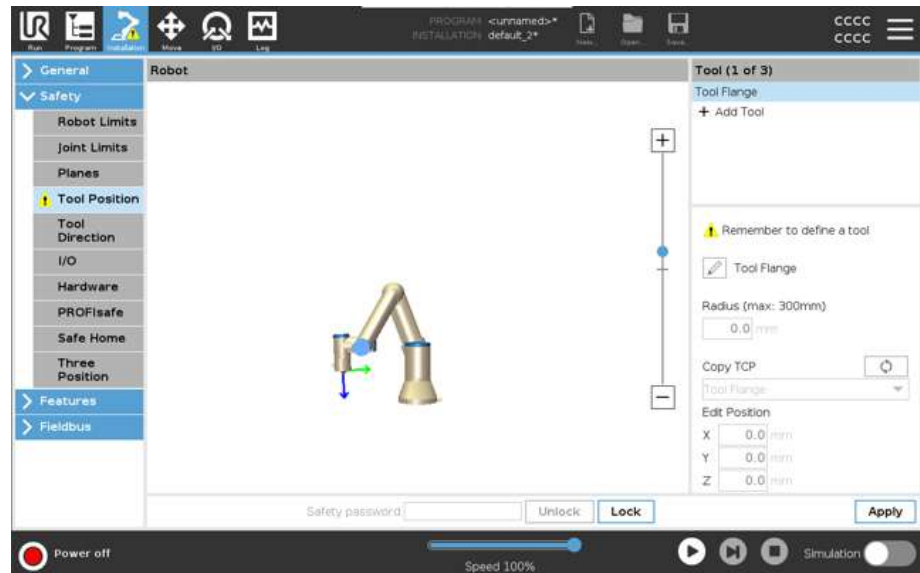 UR
Run
Program
Installation
Move
I/O
Log
PROGRAM <unnamed>*
INSTALLATION default_2*
New...
Open...
Save...
CCCC
CCCC
General
Safety
Robot Limits
Joint Limits
Planes
Tool Position
Tool
Direction
I/O
Hardware
PROFIsafe
Safe Home
Three
Position
Features
Fieldbus
Robot
Tool (1 of 3)
Tool Flange
+ Add Tool
Remember to define a tool
Tool Flange
Radius (max: 300mm)
0.0 mm
Copy TCP
Tool Flange
Edit Position
X 0.0 mm
Y 0.0 mm
Z 0.0 mm
Safety password
Unlock
Lock
Apply
Power off
Speed 100%
Simulation